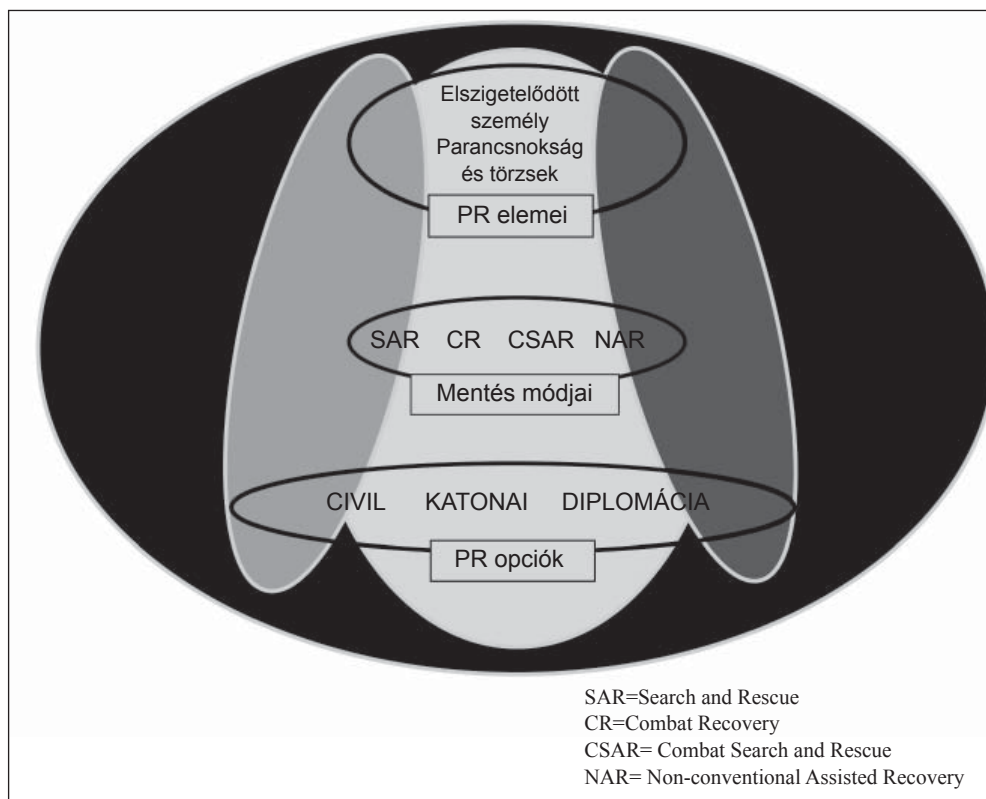 Elszigetelődött
személy
Parancsnokság
és törzsek
PR elemei
SAR CR CSAR NAR
Mentés módjai
CIVIL KATONAI DIPLOMÁCIA
PR opciók
SAR=Search and Rescue
CR=Combat Recovery
CSAR= Combat Search and Rescue
NAR= Non-conventional Assisted Recovery